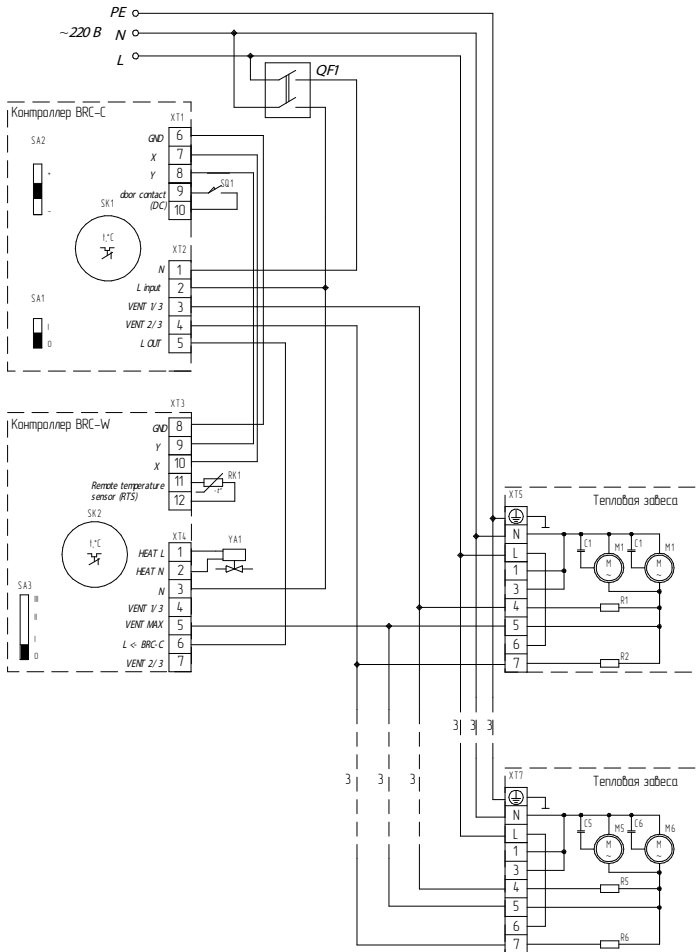 PE
~220 В N
L
QF1
Контроллер BRC-C
XT1
SA2
+
-
GND 6
X 7
Y 8
door contact 9
(DC) 10
SQ1
SK1
t,°C
XT2
N 1
L input 2
VENT 1/3 3
VENT 2/3 4
L OUT 5
SA1
I
0
XT3
Контроллер BRC-W
GND 8
Y 9
X 10
Remote temperature 11
sensor (RTS) 12
RK1
-t°
SK2
t,°C
XT4
YA1
HEAT L 1
HEAT N 2
N 3
VENT 1/3 4
VENT MAX 5
L <- BRC-C 6
VENT 2/3 7
SA3
III
II
I
0
XT5
Тепловая завеса
N
L
1
3
4
5
6
7
C1
M1
C1
M1
M
~
M
~
R1
R2
3
3
3
3
3
3
XT7
Тепловая завеса
N
L
1
3
4
5
6
7
C5
M5
C6
M6
M
~
M
~
R5
R6